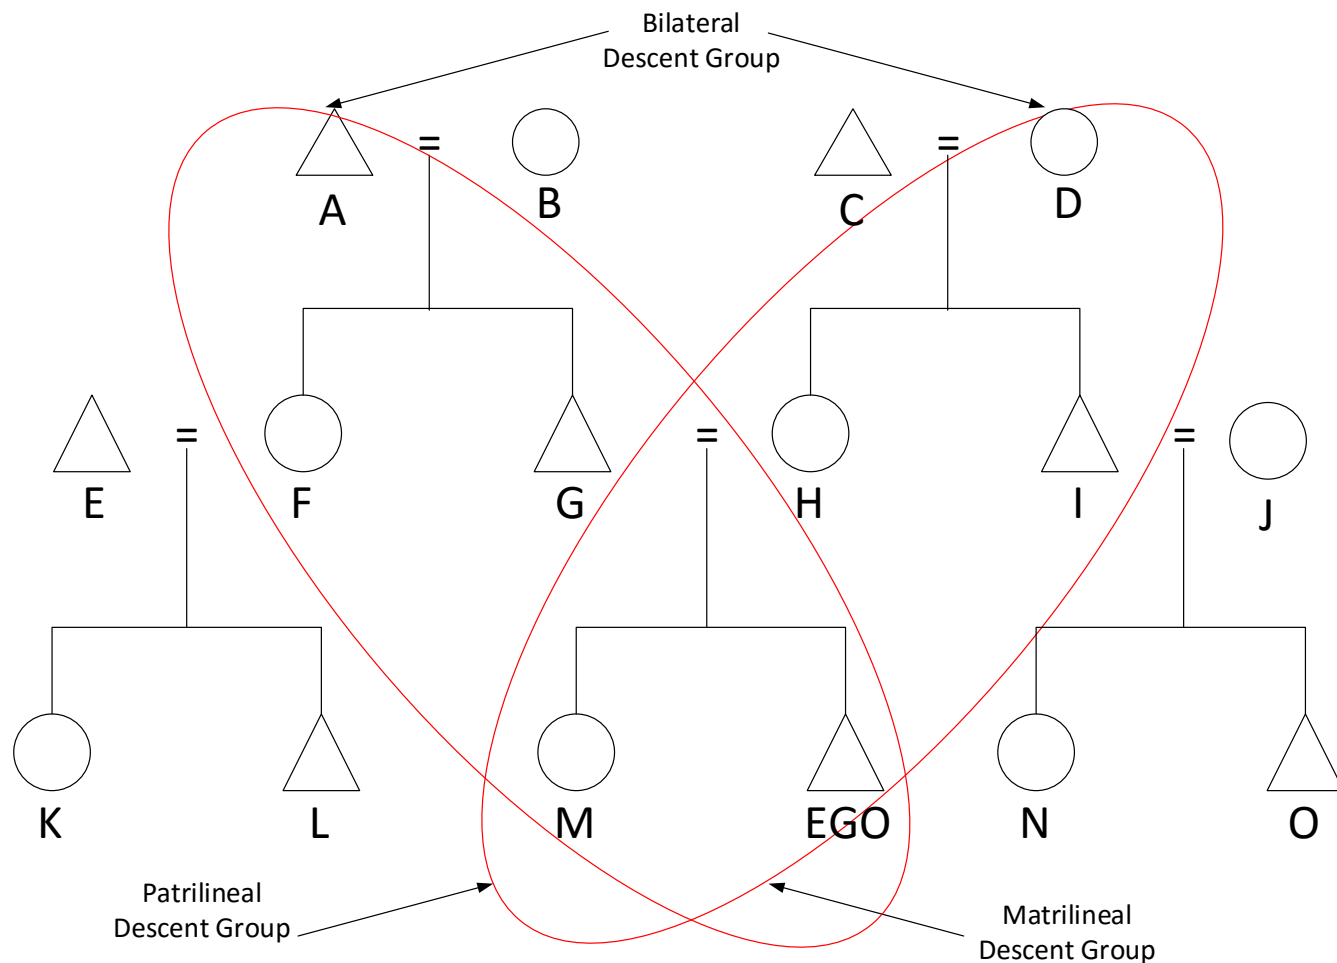 Bilateral
Descent Group
=
=
A
B
C
D
=
=
=
E
F
G
H
I
J
K
L
M
EGO
N
O
Patrilineal
Descent Group
Matrilineal
Descent Group